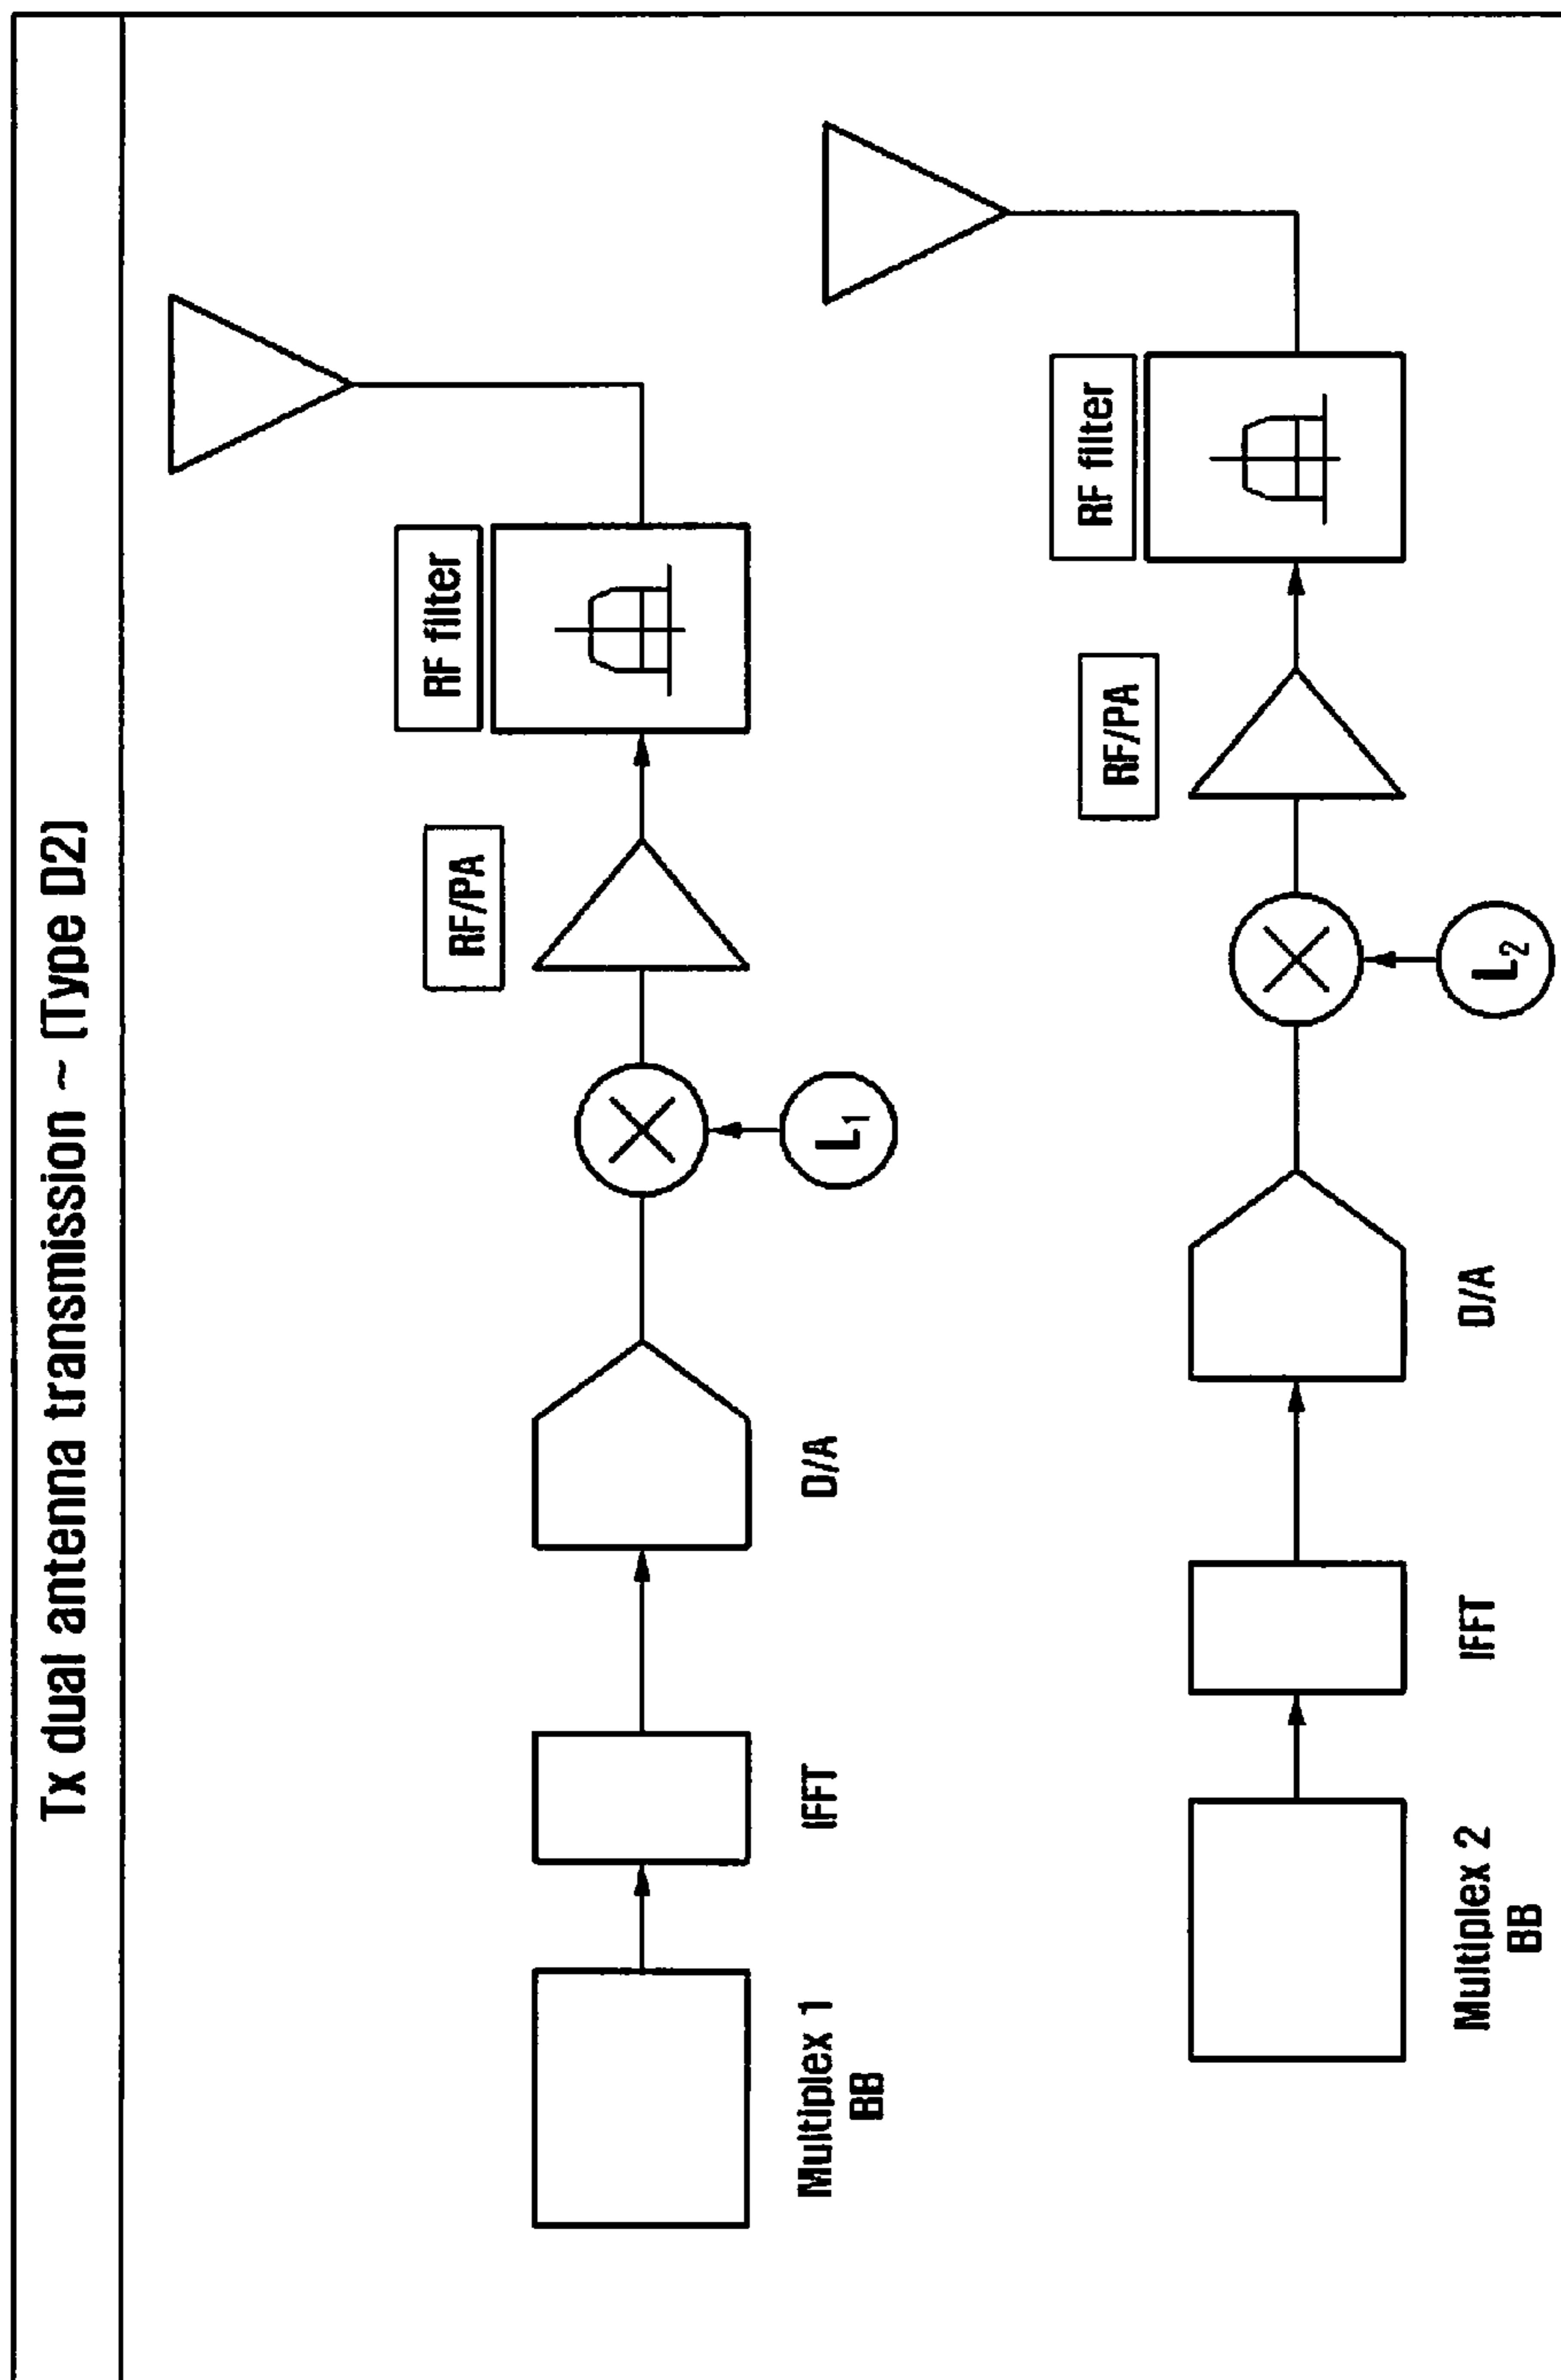 Tx dual antenna transmission ~ (Type D2)
RF filter
RF/PA
L1
D/A
IFFT
Multiplex 1
BB
RF filter
RF/PA
L2
D/A
IFFT
Multiplex 2
BB